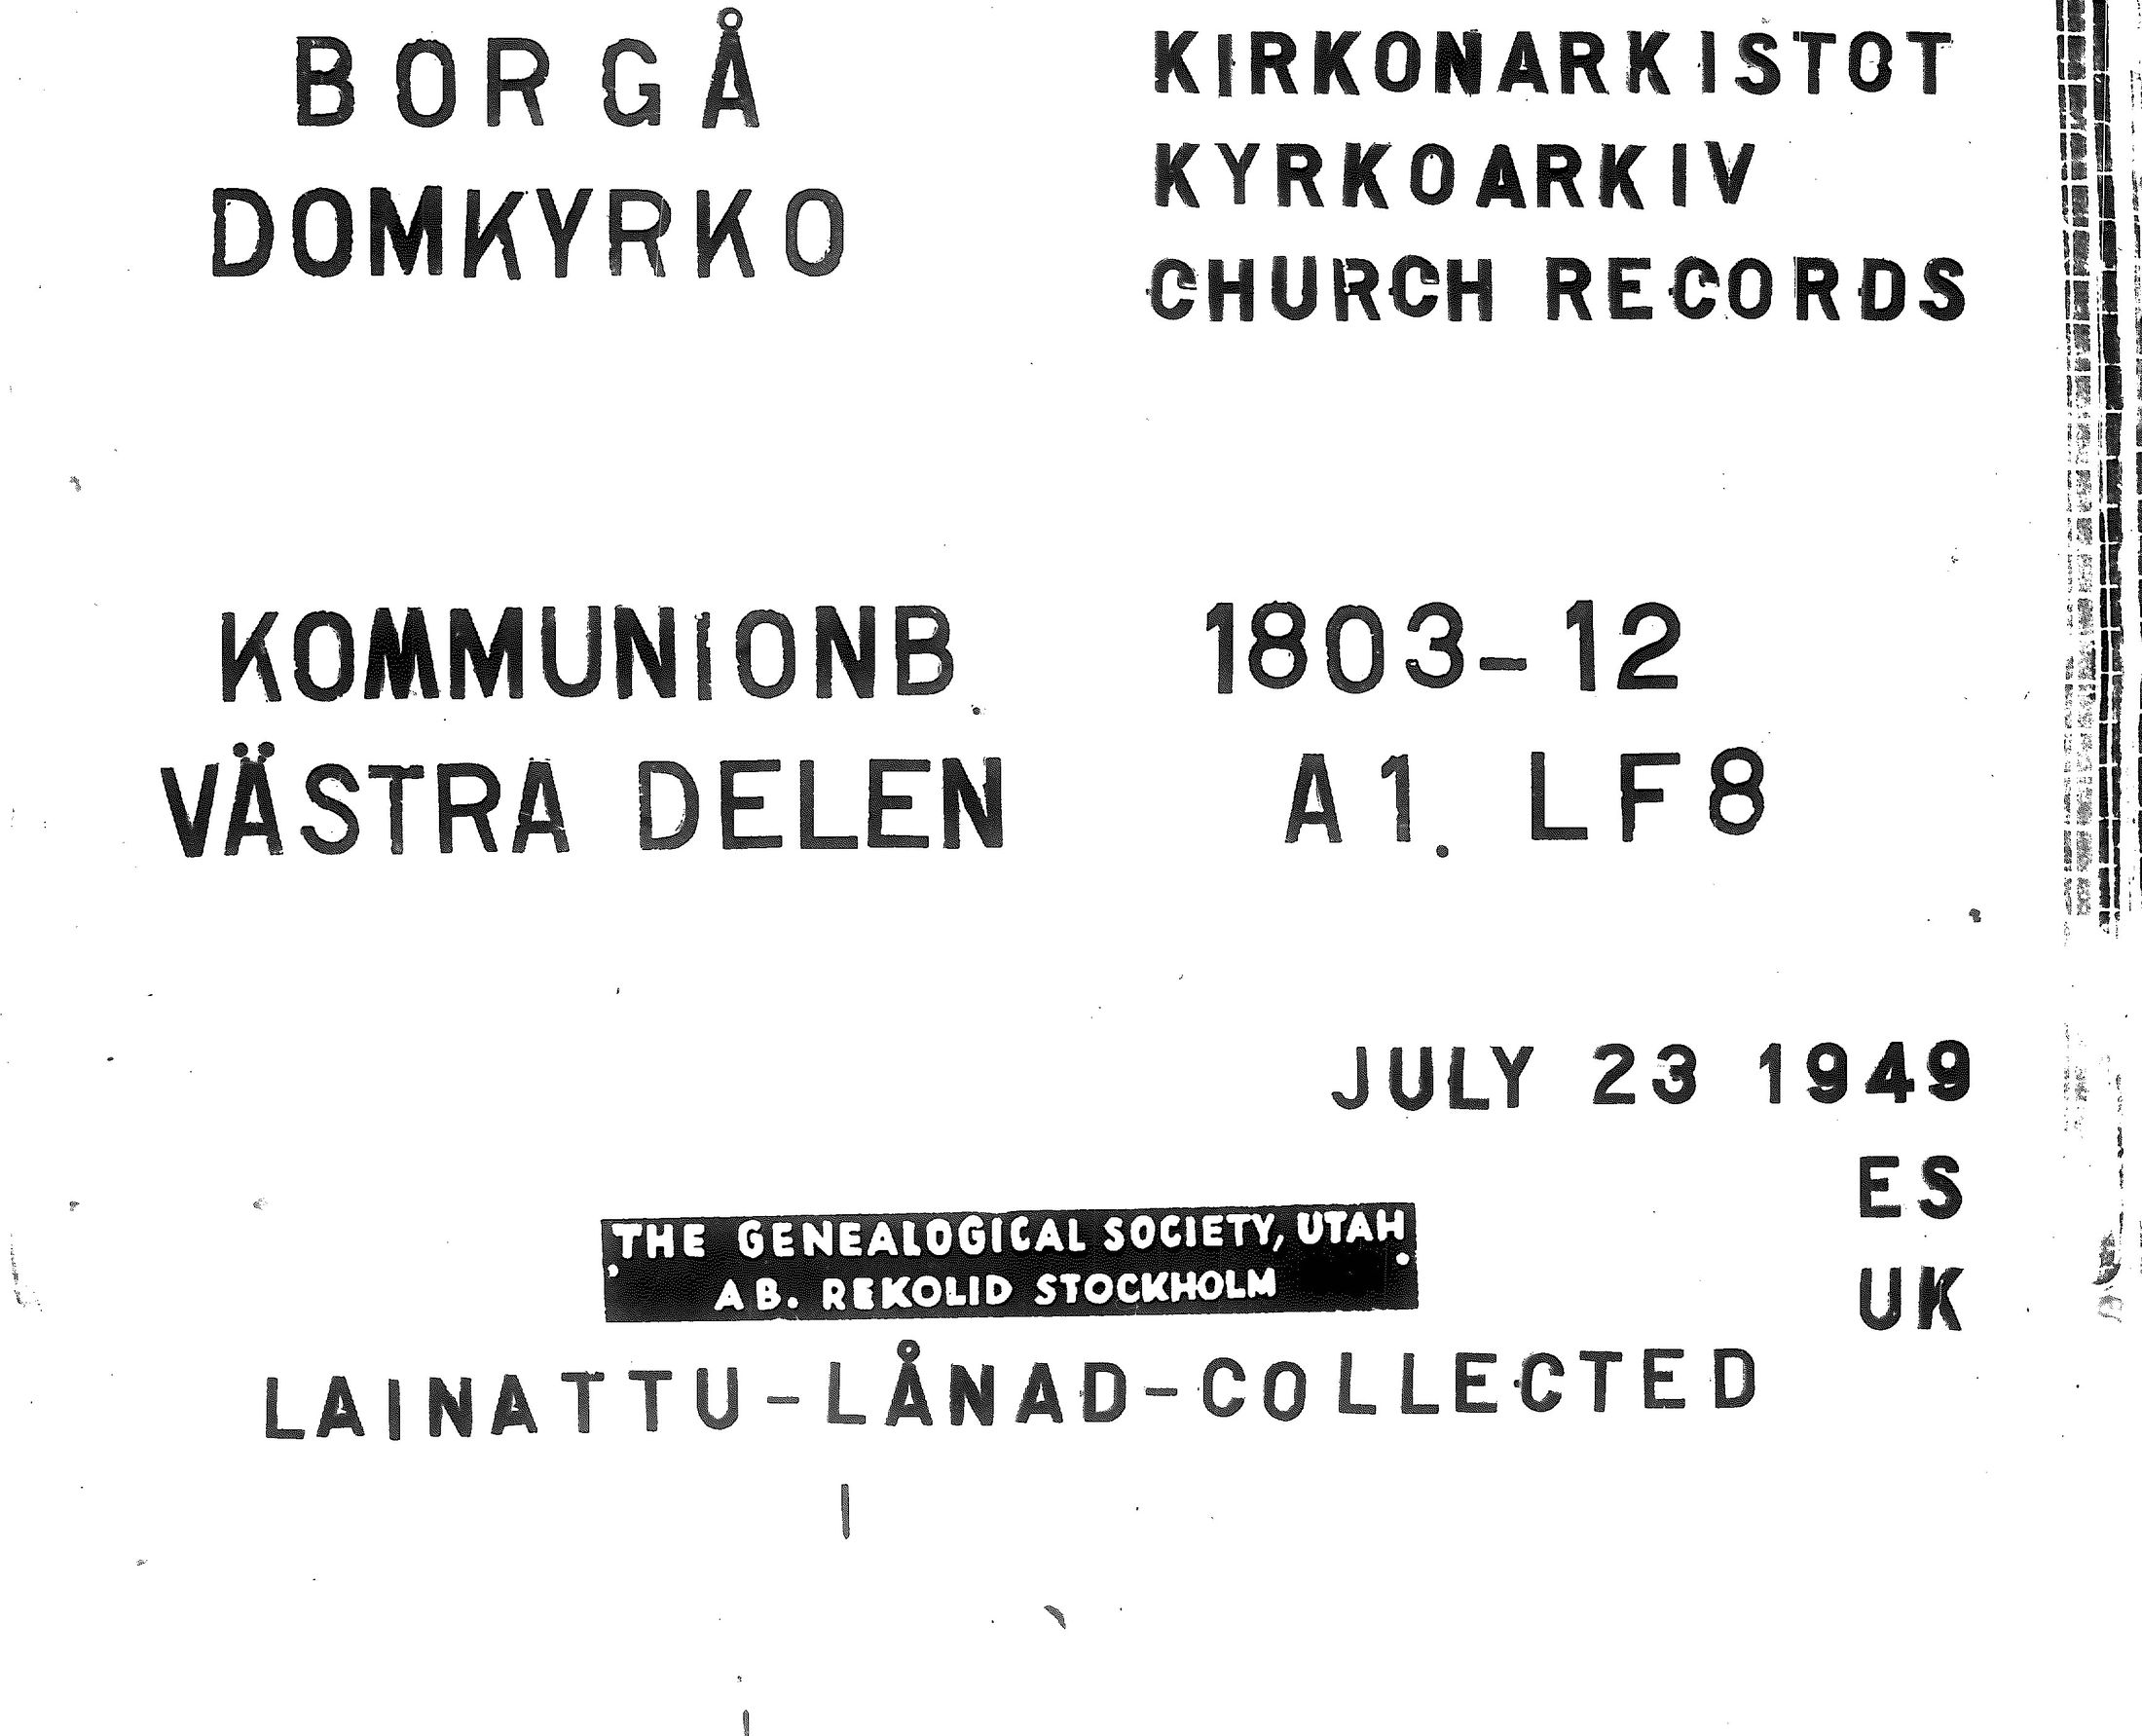 BORGÅ
DOMKYRKO
KIRKONARKISTOT
KYRKOARKIV
CHURCH RECORDS
KOMMUNIONB. 1803-12
VÄSTRA DELEN A1. LF8
JULY 23 1949
ES
UK
THE GENEALOGICAL SOCIETY, UTAH
AB. REKOLID STOCKHOLM
LAINATTU-LÅNAD-COLLECTED